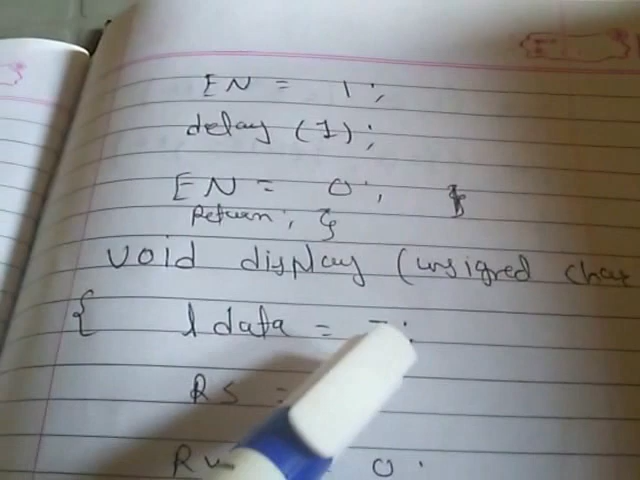 EN = 1;
delay (1);
EN = 0;
Return; }
void display (unsigned char
{ ldata =
RS =
0